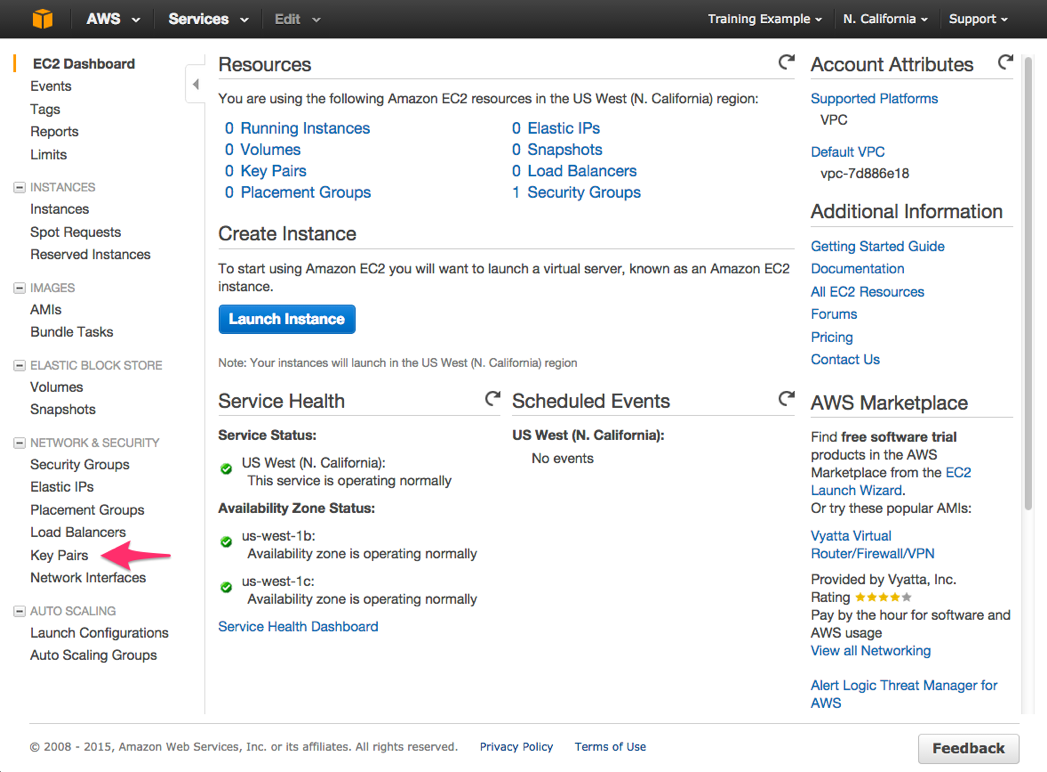 AWS Services Edit Training Example N. California Support
EC2 Dashboard
Events
Tags
Reports
Limits
INSTANCES
Instances
Spot Requests
Reserved Instances
IMAGES
AMIs
Bundle Tasks
ELASTIC BLOCK STORE
Volumes
Snapshots
NETWORK & SECURITY
Security Groups
Elastic IPs
Placement Groups
Load Balancers
Key Pairs
Network Interfaces
AUTO SCALING
Launch Configurations
Auto Scaling Groups
Resources
You are using the following Amazon EC2 resources in the US West (N. California) region:
0 Running Instances
0 Volumes
0 Key Pairs
0 Placement Groups
0 Elastic IPs
0 Snapshots
0 Load Balancers
1 Security Groups
Create Instance
To start using Amazon EC2 you will want to launch a virtual server, known as an Amazon EC2
instance.
Launch Instance
Note: Your instances will launch in the US West (N. California) region
Service Health
Service Status:
US West (N. California):
This service is operating normally
Availability Zone Status:
us-west-1b:
Availability zone is operating normally
us-west-1c:
Availability zone is operating normally
Service Health Dashboard
Scheduled Events
US West (N. California):
No events
Account Attributes
Supported Platforms
VPC
Default VPC
vpc-7d886e18
Additional Information
Getting Started Guide
Documentation
All EC2 Resources
Forums
Pricing
Contact Us
AWS Marketplace
Find free software trial
products in the AWS
Marketplace from the EC2
Launch Wizard.
Or try these popular AMIs:
Vyatta Virtual
Router/Firewall/VPN
Provided by Vyatta, Inc.
Rating
Pay by the hour for software and
AWS usage
View all Networking
Alert Logic Threat Manager for
AWS
© 2008 - 2015, Amazon Web Services, Inc. or its affiliates. All rights reserved. Privacy Policy Terms of Use
Feedback